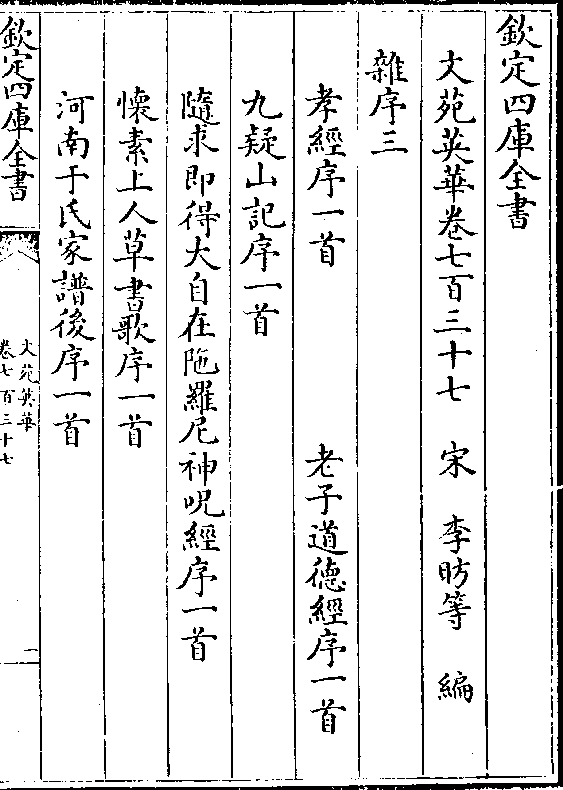 欽定四庫全書
文苑英華卷七百三十七　宋　李昉等　編
雜序三
孝經序一首　老子道德經序一首
九疑山記序一首
隨求即得大自在陁羅尼神呪經序一首
懐素上人草書歌序一首
河南于氏家譜後序一首
欽定四庫全書
文苑英華
卷七百三十七